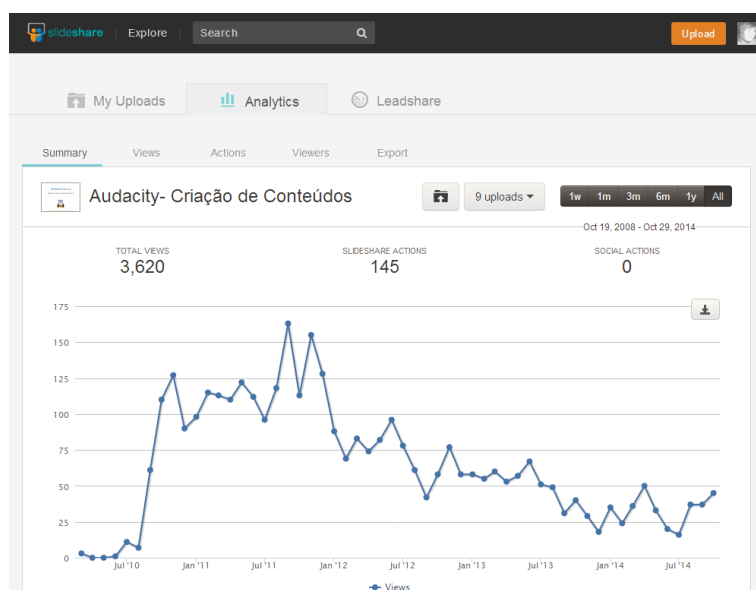 slideshare Explore Search Upload
My Uploads Analytics Leadshare
Summary Views Actions Viewers Export
Audacity- Criação de Conteúdos 9 uploads 1w 1m 3m 6m 1y All
Oct 19, 2008 - Oct 29, 2014
TOTAL VIEWS SLIDESHARE ACTIONS SOCIAL ACTIONS
3,620 145 0
175
150
125
100
75
50
25
0
Jul '10 Jan '11 Jul '11 Jan '12 Jul '12 Jan '13 Jul '13 Jan '14 Jul '14
Views